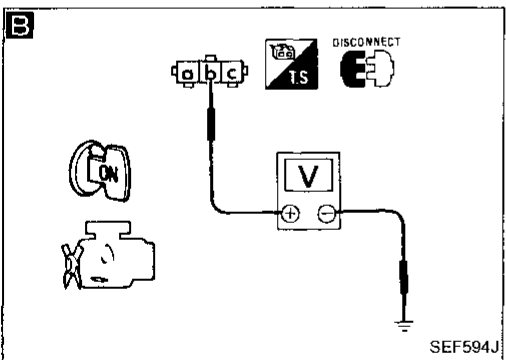 B
DISCONNECT
a b c
T.S
ON
V
+ −
SEF594J